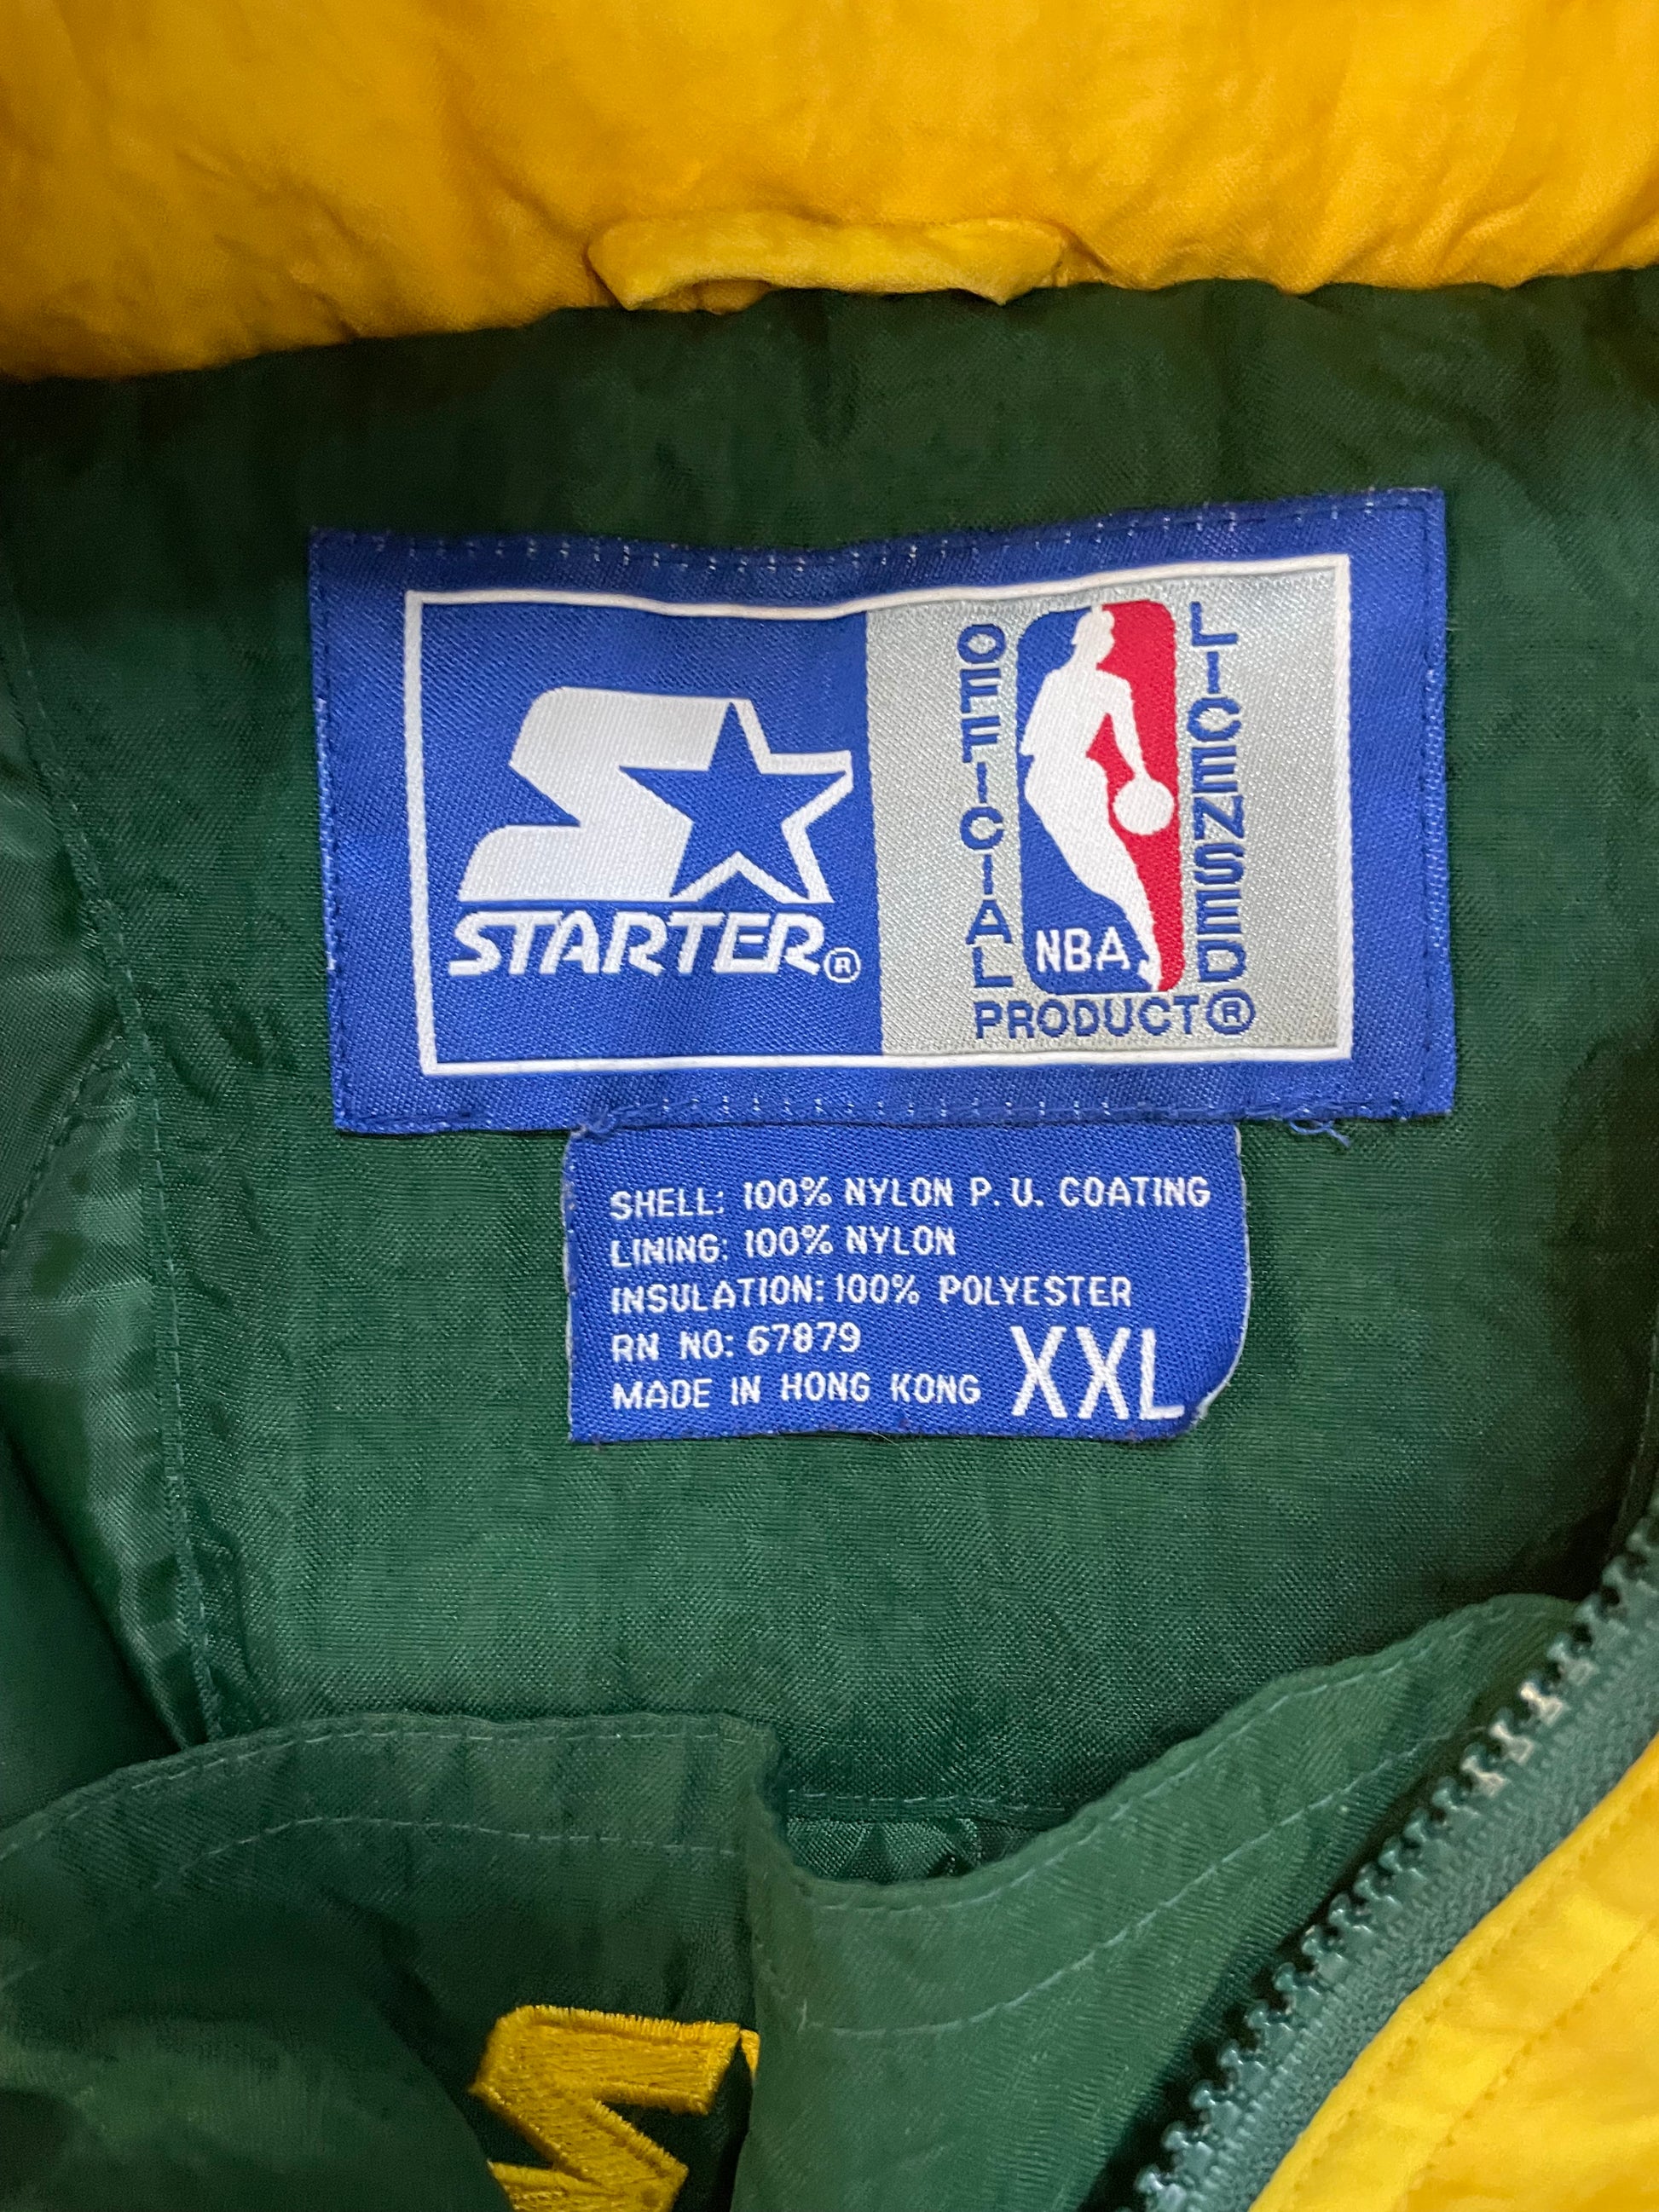 STARTER®
OFFICIAL
LICENSED
NBA
PRODUCT®
SHELL: 100% NYLON P. U. COATING
LINING: 100% NYLON
INSULATION: 100% POLYESTER
RN NO: 67879
MADE IN HONG KONG XXL